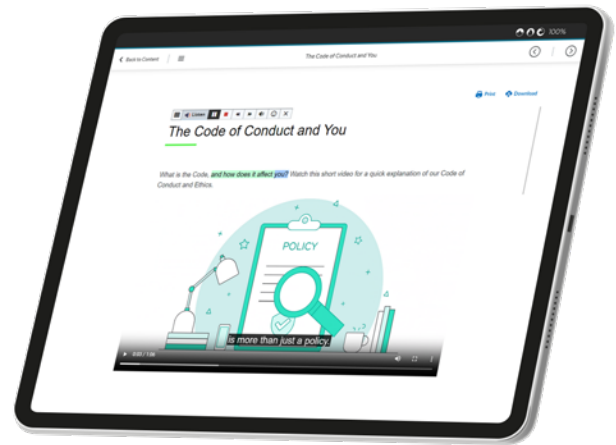 100%
Back to Content
The Code of Conduct and You
Print Download
Listen
The Code of Conduct and You
What is the Code, and how does it affect you? Watch this short video for a quick explanation of our Code of
Conduct and Ethics.
POLICY
is more than just a policy.
0:03 / 1:06